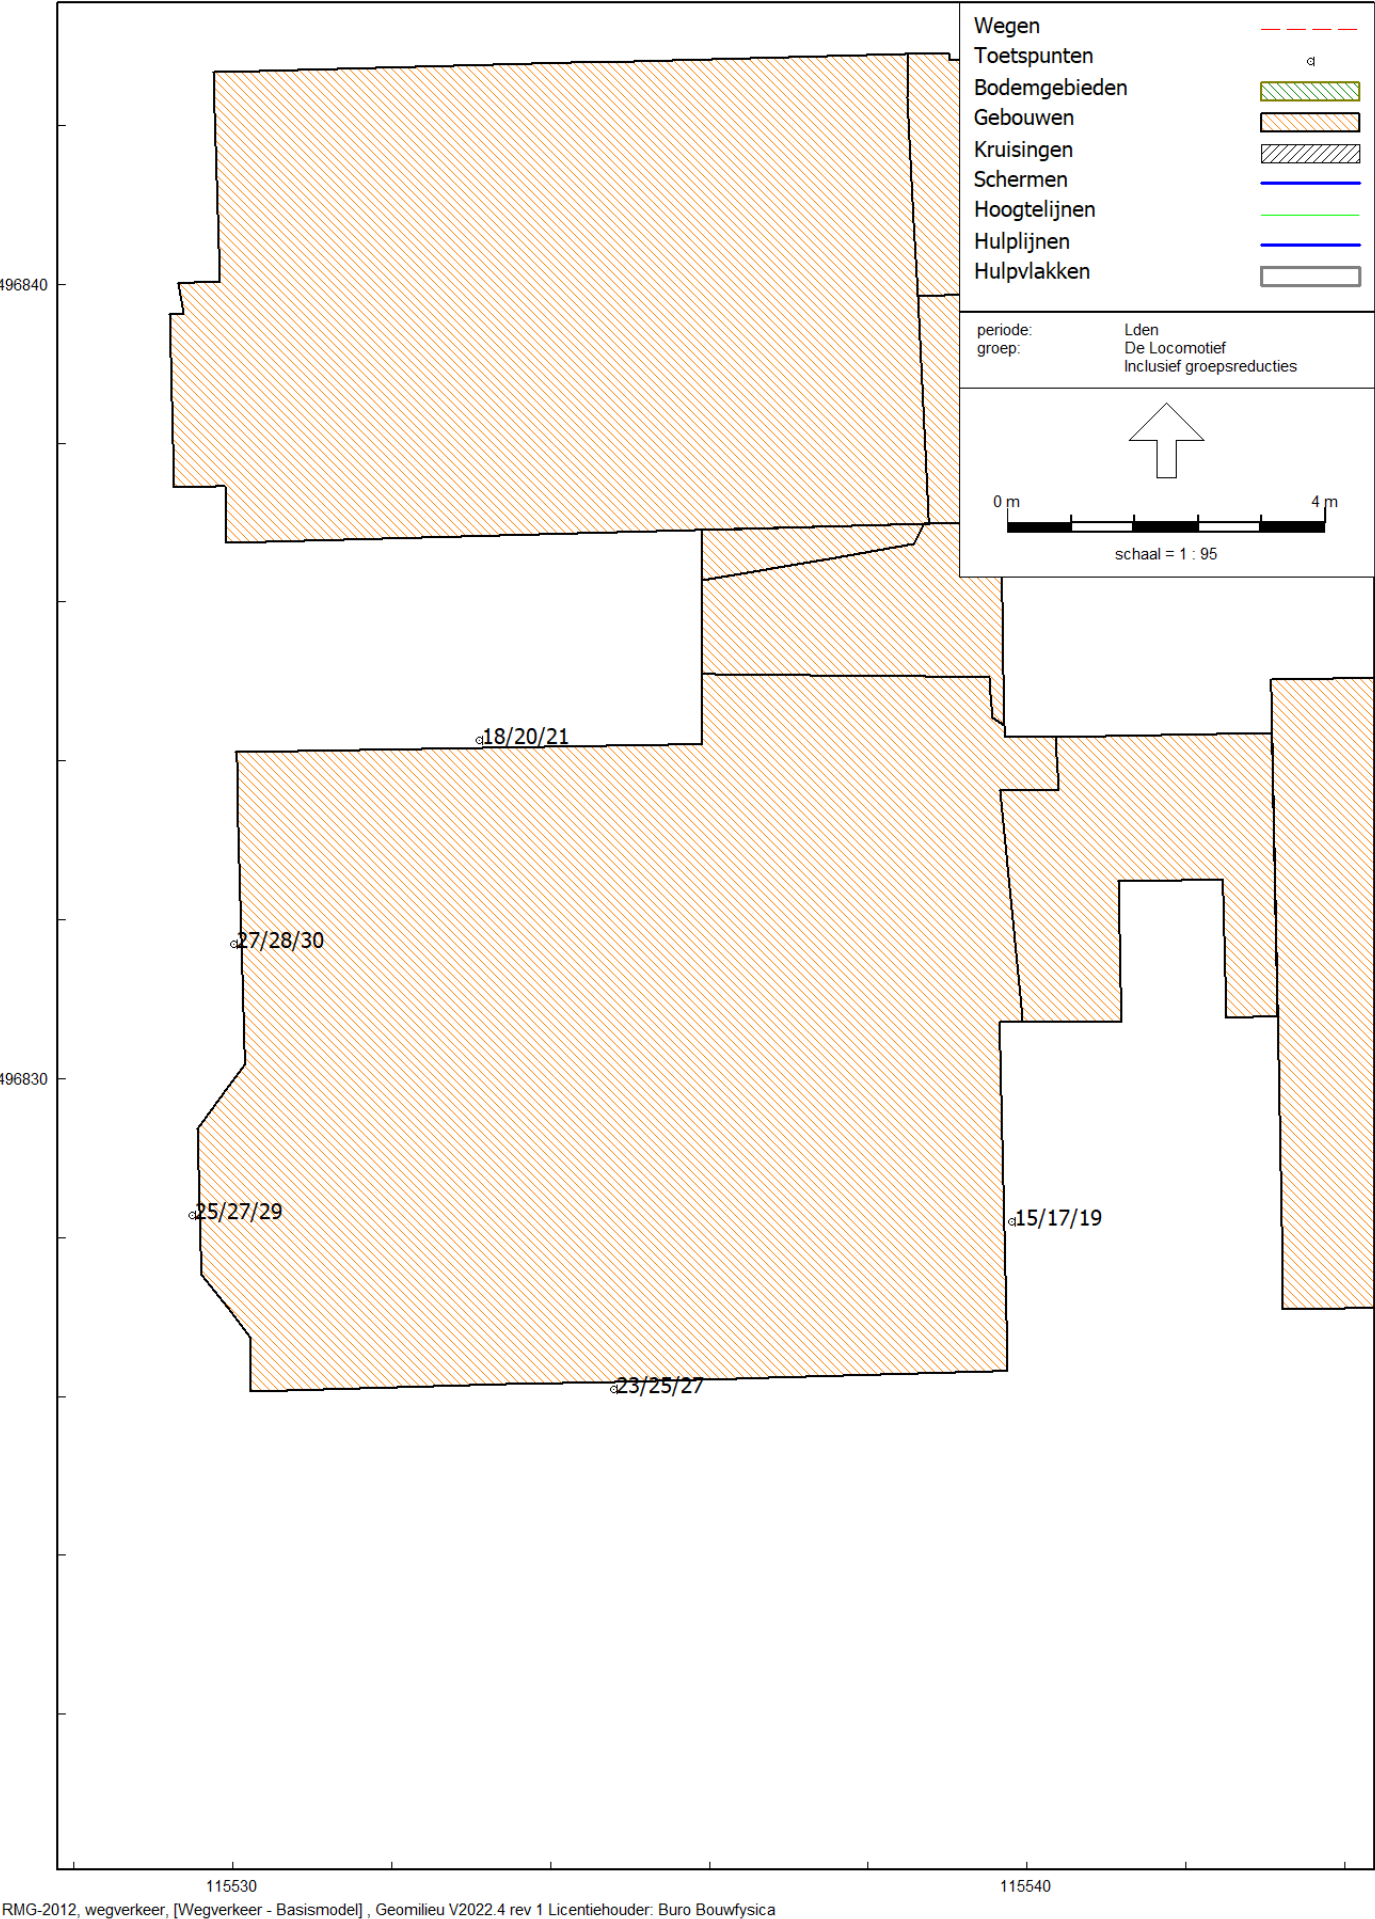 Wegen
Toetspunten
Bodemgebieden
Gebouwen
Kruisingen
Schermen
Hoogtelijnen
Hulplijnen
Hulpvlakken
periode: Lden
groep: De Locomotief
Inclusief groepsreducties
0 m 4 m
schaal = 1 : 95
496840
18/20/21
27/28/30
496830
25/27/29
15/17/19
23/25/27
115530 115540
RMG-2012, wegverkeer, [Wegverkeer - Basismodel] , Geomilieu V2022.4 rev 1 Licentiehouder: Buro Bouwfysica